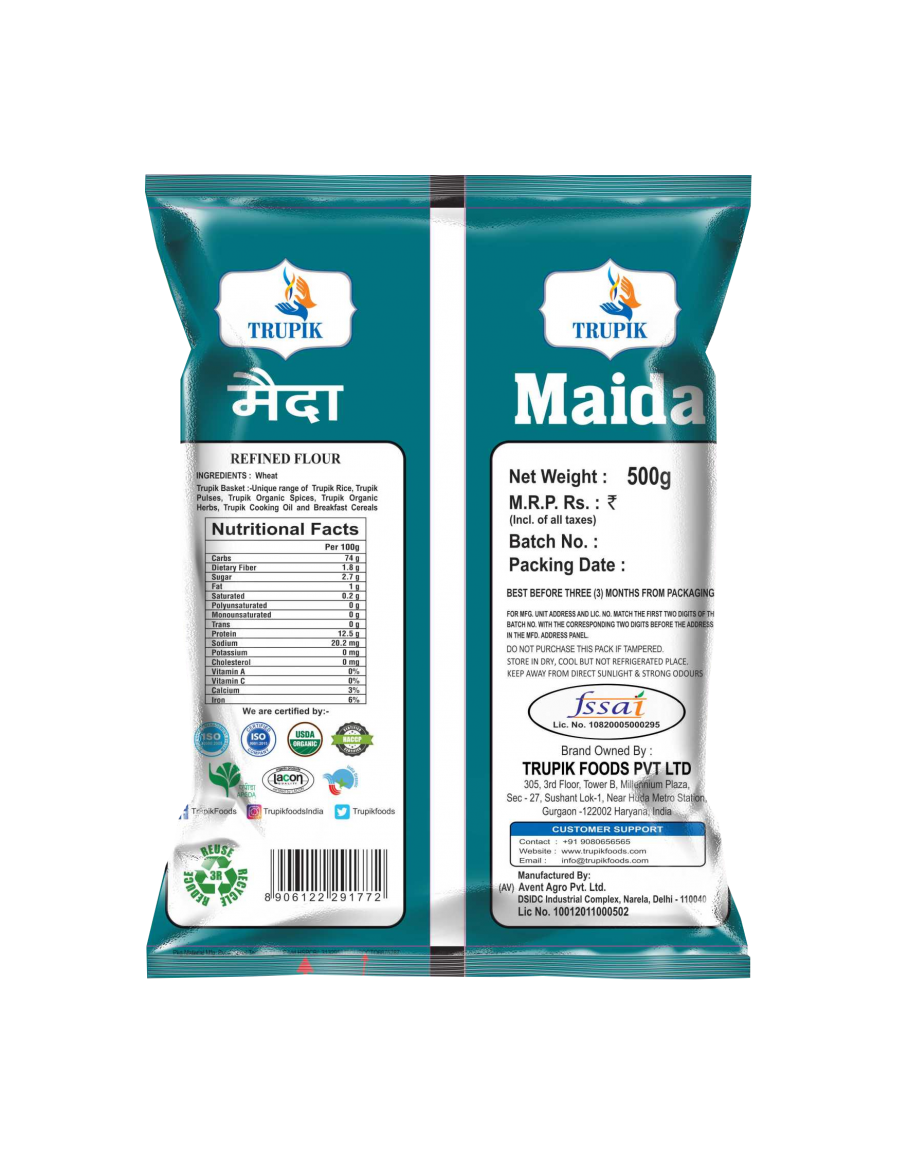 TRUPIK
मैदा
REFINED FLOUR
INGREDIENTS : Wheat
Trupik Basket :-Unique range of Trupik Rice, Trupik
Pulses, Trupik Organic Spices, Trupik Organic
Herbs, Trupik Cooking Oil and Breakfast Cereals
Nutritional Facts
Per 100g
Carbs 74 g
Dietary Fiber 1.8 g
Sugar 2.7 g
Fat 1 g
Saturated 0.2 g
Polyunsaturated 0 g
Monounsaturated 0 g
Trans 0 g
Protein 12.5 g
Sodium 20.2 mg
Potassium 0 mg
Cholesterol 0 mg
Vitamin A 0%
Vitamin C 0%
Calcium 3%
Iron 6%
We are certified by:-
ISO
CERTIFIED ISO COMPANY
USDA
ORGANIC
HACCP
APEDA
lacon
TrupikFoods TrupikfoodsIndia Trupikfoods
REUSE
REDUCE 3R RECYCLE
8 906122 291772
TRUPIK
Maida
Net Weight : 500g
M.R.P. Rs. : ₹
(Incl. of all taxes)
Batch No. :
Packing Date :
BEST BEFORE THREE (3) MONTHS FROM PACKAGING
FOR MFG. UNIT ADDRESS AND LIC. NO. MATCH THE FIRST TWO DIGITS OF TH
BATCH NO. WITH THE CORRESPONDING TWO DIGITS BEFORE THE ADDRESS
IN THE MFD. ADDRESS PANEL.
DO NOT PURCHASE THIS PACK IF TAMPERED.
STORE IN DRY, COOL BUT NOT REFRIGERATED PLACE.
KEEP AWAY FROM DIRECT SUNLIGHT & STRONG ODOURS
fssai
Lic. No. 10820005000295
Brand Owned By :
TRUPIK FOODS PVT LTD
305, 3rd Floor, Tower B, Millennium Plaza,
Sec - 27, Sushant Lok-1, Near Huda Metro Station,
Gurgaon -122002 Haryana, India
CUSTOMER SUPPORT
Contact : +91 9080656565
Website : www.trupikfoods.com
Email : info@trupikfoods.com
Manufactured By:
(AV) Avent Agro Pvt. Ltd.
DSIDC Industrial Complex, Narela, Delhi - 110040
Lic No. 10012011000502